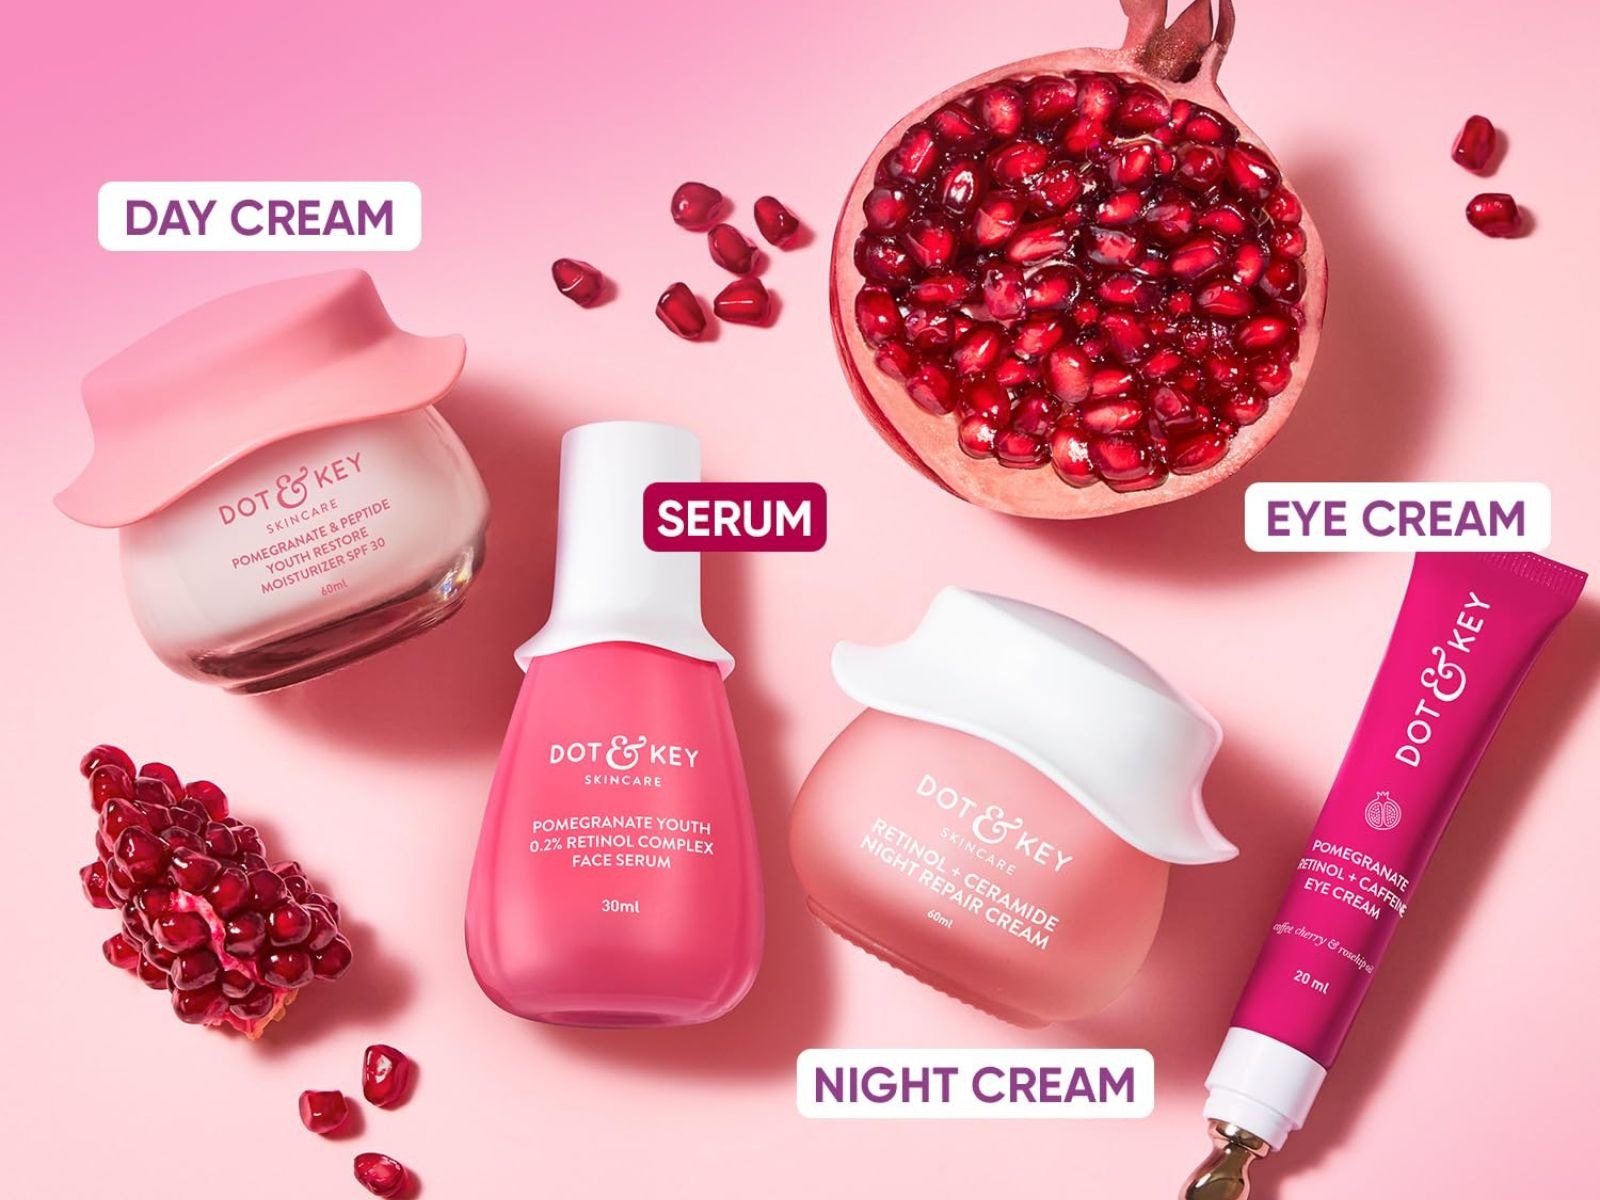 DAY CREAM
DOT & KEY
SKINCARE
POMEGRANATE & PEPTIDE
YOUTH RESTORE
MOISTURIZER SPF 30
60ml
SERUM
DOT & KEY
SKINCARE
POMEGRANATE YOUTH
0.2% RETINOL COMPLEX
FACE SERUM
30ml
DOT & KEY
SKINCARE
RETINOL + CERAMIDE
NIGHT REPAIR CREAM
60ml
NIGHT CREAM
EYE CREAM
DOT & KEY
POMEGRANATE
RETINOL + CAFFEINE
EYE CREAM
coffee cherry & rosehip oil
20 ml